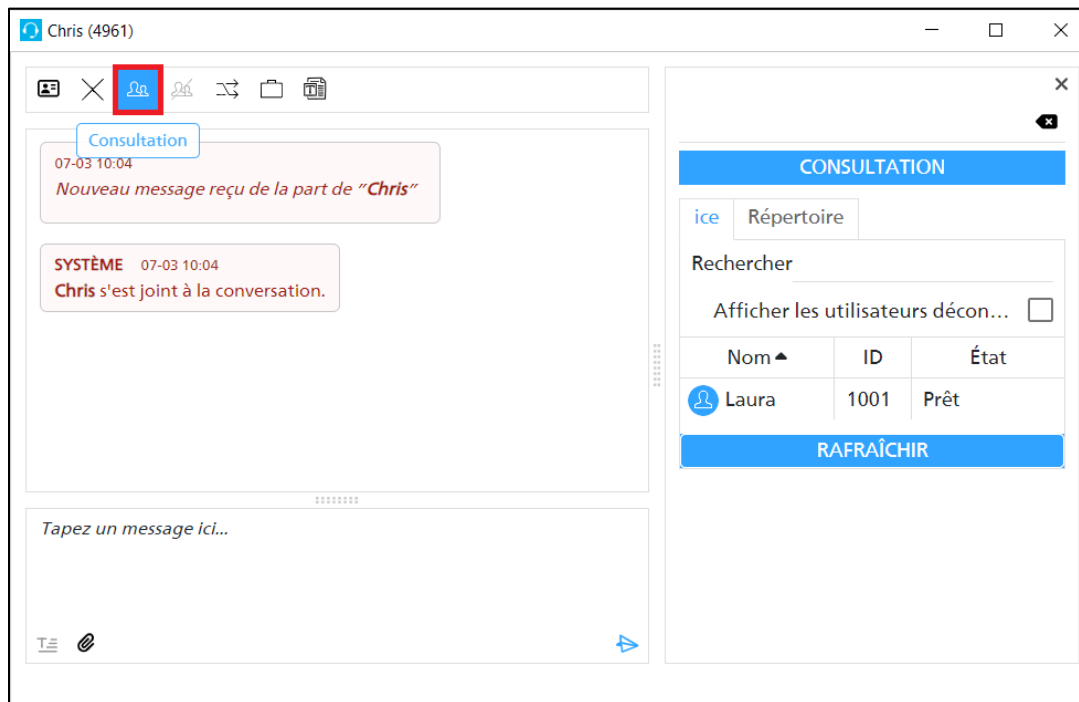 Chris (4961)
Consultation
07-03 10:04
Nouveau message reçu de la part de "Chris"
SYSTÈME 07-03 10:04
Chris s'est joint à la conversation.
Tapez un message ici...
CONSULTATION
ice Répertoire
Rechercher
Afficher les utilisateurs décon...
Nom ID État
Laura 1001 Prêt
RAFRAÎCHIR